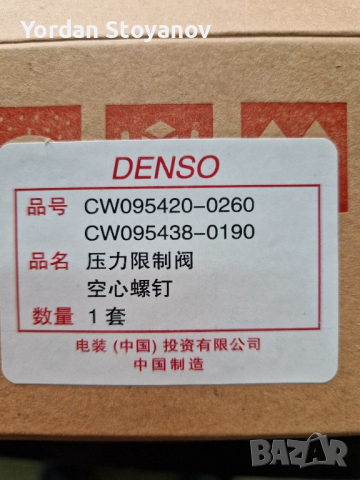 Yordan Stoyanov
DENSO
品号 CW095420-0260
CW095438-0190
品名 压力限制阀
空心螺钉
数量 1套
电装(中国)投资有限公司
中国制造
BAZAR